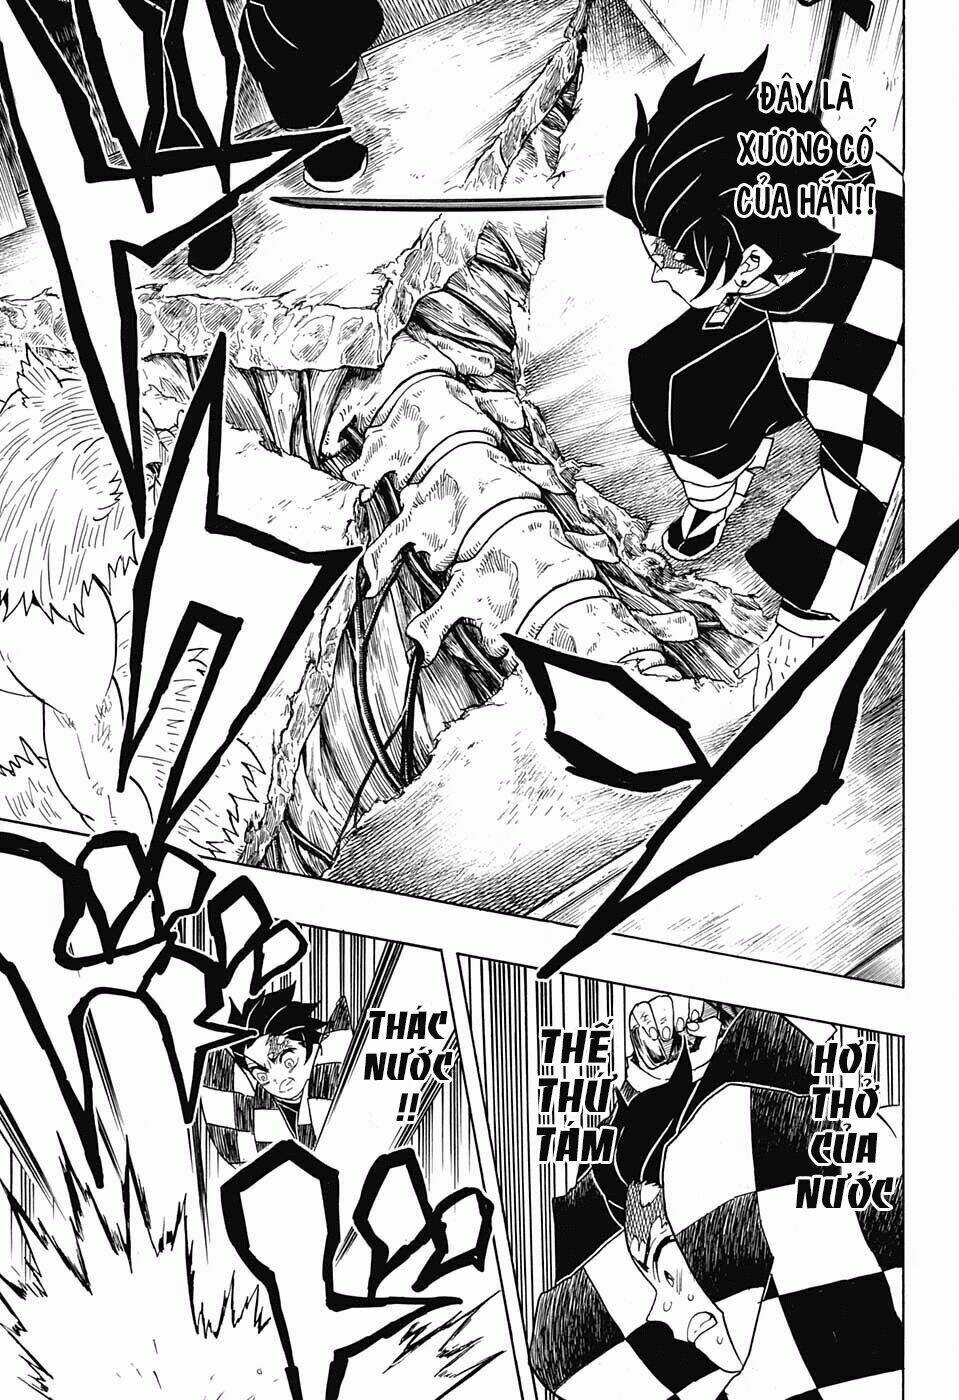 ĐÂY LÀ
XƯƠNG CỔ
CỦA HẮN!!
HƠI
THỞ
CỦA
NƯỚC
THẾ
THỨ
TÁM
THÁC
NƯỚC
!!